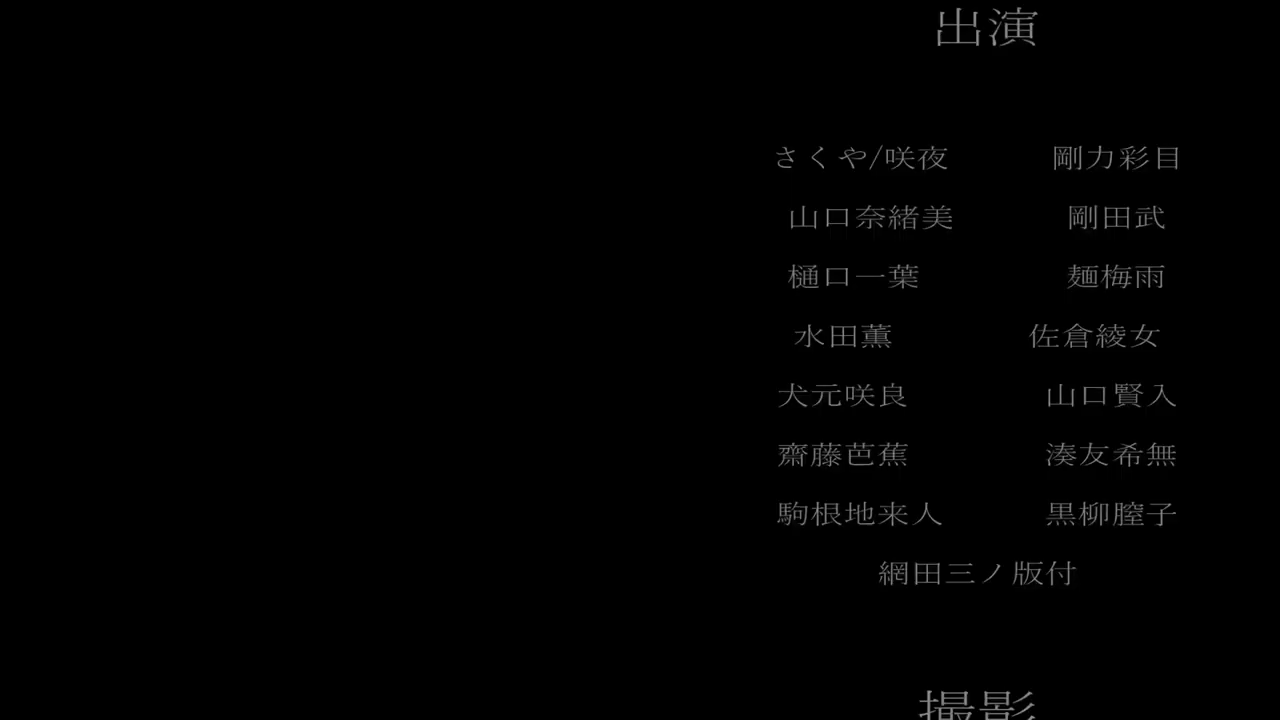 出演
さくや/咲夜 剛力彩目
山口奈緒美 剛田武
樋口一葉 麺梅雨
水田薫 佐倉綾女
犬元咲良 山口賢入
齋藤芭蕉 湊友希無
駒根地来人 黒柳膣子
網田三ノ版付
撮影